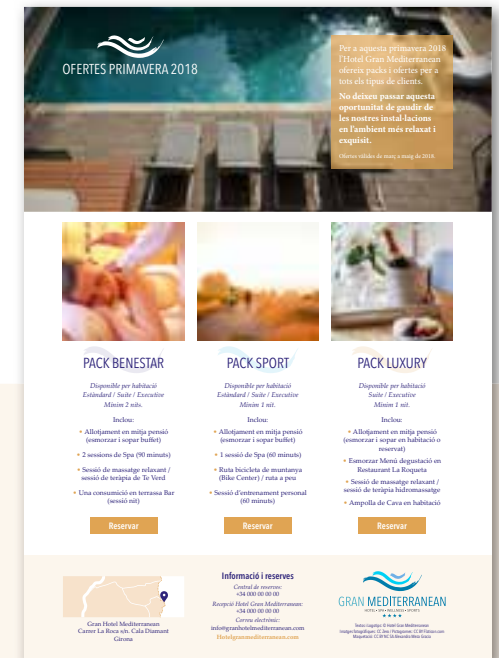 OFERTES PRIMAVERA 2018
Per a aquesta primavera 2018
l'Hotel Gran Mediterranean
ofereix packs i ofertes per a
tots els tipus de clients.
No deixeu passar aquesta
oportunitat de gaudir de
les nostres instal·lacions
en l'ambient més relaxat i
exquisit.
Ofertes vàlides de març a maig de 2018.
PACK BENESTAR
Disponible per habitació
Estàndard / Suite / Executive
Mínim 2 nits.
Inclou:
• Allotjament en mitja pensió
(esmorzar i sopar buffet)
• 2 sessions de Spa (90 minuts)
• Sessió de massatge relaxant /
sessió de teràpia de Te Verd
• Una consumició en terrassa Bar
(sessió nit)
Reservar
PACK SPORT
Disponible per habitació
Estàndard / Suite / Executive
Mínim 1 nit.
Inclou:
• Allotjament en mitja pensió
(esmorzar i sopar buffet)
• 1 sessió de Spa (60 minuts)
• Ruta bicicleta de muntanya
(Bike Center) / ruta a peu
• Sessió d'entrenament personal
(60 minuts)
Reservar
PACK LUXURY
Disponible per habitació
Suite / Executive
Mínim 1 nit.
Inclou:
• Allotjament en mitja pensió
(esmorzar i sopar en habitació o
reservat)
• Esmorzar Menú degustació en
Restaurant La Roqueta
• Sessió de massatge relaxant /
sessió de teràpia hidromassatge
• Ampolla de Cava en habitació
Reservar
Gran Hotel Mediterranean
Carrer La Roca s/n. Cala Diamant
Girona
Informació i reserves
Central de reserves:
+34 000 00 00 00
Recepció Hotel Gran Mediterranean:
+34 000 00 00 00
Correu electrònic:
info@granhotelmediterranean.com
Hotelgranmediterranean.com
GRAN MEDITERRANEAN
HOTEL • SPA • WELLNESS • SPORTS
Textos i Logotips: © Hotel Gran Mediterranean